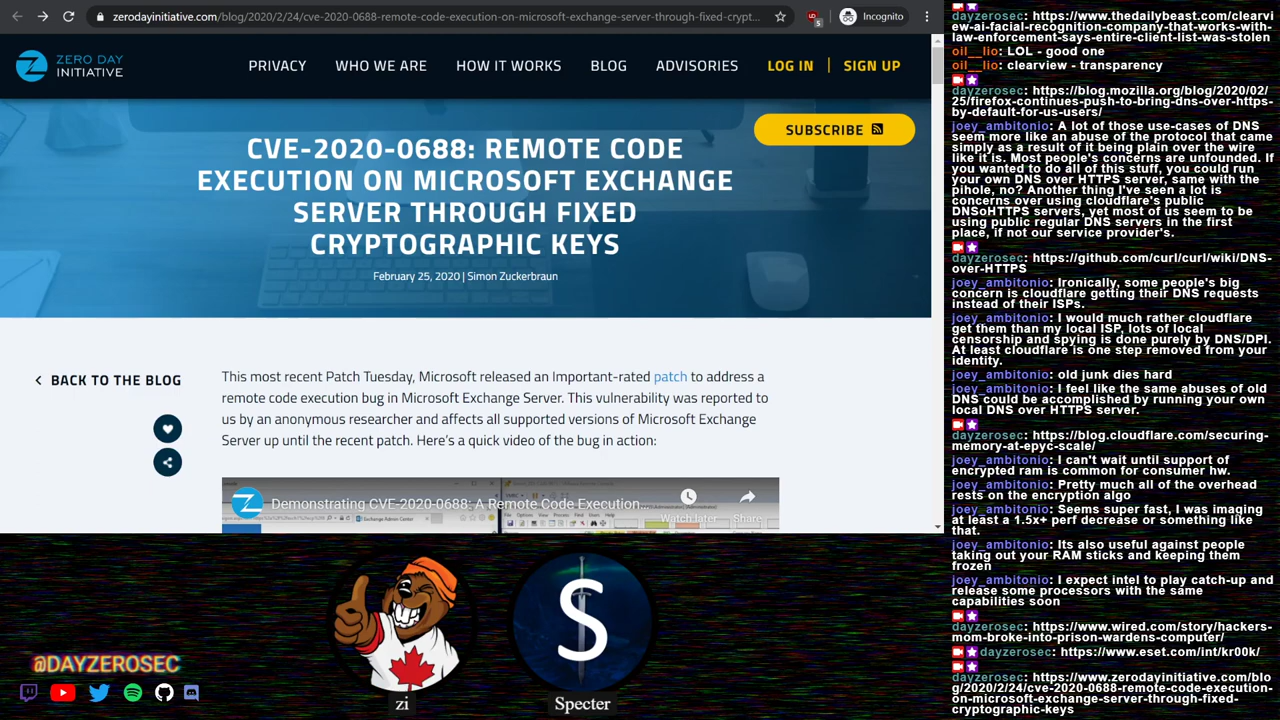 zerodayinitiative.com/blog/2020/2/24/cve-2020-0688-remote-code-execution-on-microsoft-exchange-server-through-fixed-crypt...
5
Incognito
ZERO DAY
INITIATIVE
PRIVACY
WHO WE ARE
HOW IT WORKS
BLOG
ADVISORIES
LOG IN
SIGN UP
SUBSCRIBE
CVE-2020-0688: REMOTE CODE
EXECUTION ON MICROSOFT EXCHANGE
SERVER THROUGH FIXED
CRYPTOGRAPHIC KEYS
February 25, 2020 | Simon Zuckerbraun
BACK TO THE BLOG
This most recent Patch Tuesday, Microsoft released an Important-rated patch to address a
remote code execution bug in Microsoft Exchange Server. This vulnerability was reported to
us by an anonymous researcher and affects all supported versions of Microsoft Exchange
Server up until the recent patch. Here's a quick video of the bug in action:
Demonstrating CVE-2020-0688: A Remote Code Execution...
Watch later
Share
Exchange Admin Center
@DAYZEROSEC
zi
S
Specter
dayzerosec: https://www.thedailybeast.com/clearvi
ew-ai-facial-recognition-company-that-works-with-
law-enforcement-says-entire-client-list-was-stolen
oil__lio: LOL - good one
oil__lio: clearview - transparency
dayzerosec: https://blog.mozilla.org/blog/2020/02/
25/firefox-continues-push-to-bring-dns-over-https-
by-default-for-us-users/
joey_ambitonio: A lot of those use-cases of DNS
seem more like an abuse of the protocol that came
simply as a result of it being plain over the wire
like it is. Most people's concerns are unfounded. If
you wanted to do all of this stuff, you could run
your own DNS over HTTPS server, same with the
pihole, no? Another thing I've seen a lot is
concerns over using cloudflare's public
DNSoHTTPS servers, yet most of us seem to be
using public regular DNS servers in the first
place, if not our service provider's.
dayzerosec: https://github.com/curl/curl/wiki/DNS-
over-HTTPS
joey_ambitonio: Ironically, some people's big
concern is cloudflare getting their DNS requests
instead of their ISPs.
joey_ambitonio: I would much rather cloudflare
get them than my local ISP, lots of local
censorship and spying is done purely by DNS/DPI.
At least cloudflare is one step removed from your
identity.
joey_ambitonio: old junk dies hard
joey_ambitonio: I feel like the same abuses of old
DNS could be accomplished by running your own
local DNS over HTTPS server.
dayzerosec: https://blog.cloudflare.com/securing-
memory-at-epyc-scale/
joey_ambitonio: I can't wait until support of
encrypted ram is common for consumer hw.
joey_ambitonio: Pretty much all of the overhead
rests on the encryption algo
joey_ambitonio: Seems super fast, I was imaging
at least a 1.5x+ perf decrease or something like
that.
joey_ambitonio: Its also useful against people
taking out your RAM sticks and keeping them
frozen
joey_ambitonio: I expect intel to play catch-up and
release some processors with the same
capabilities soon
dayzerosec: https://www.wired.com/story/hackers-
mom-broke-into-prison-wardens-computer/
dayzerosec: https://www.eset.com/int/kr00k/
dayzerosec: https://www.zerodayinitiative.com/blo
g/2020/2/24/cve-2020-0688-remote-code-execution-
on-microsoft-exchange-server-through-fixed-
cryptographic-keys